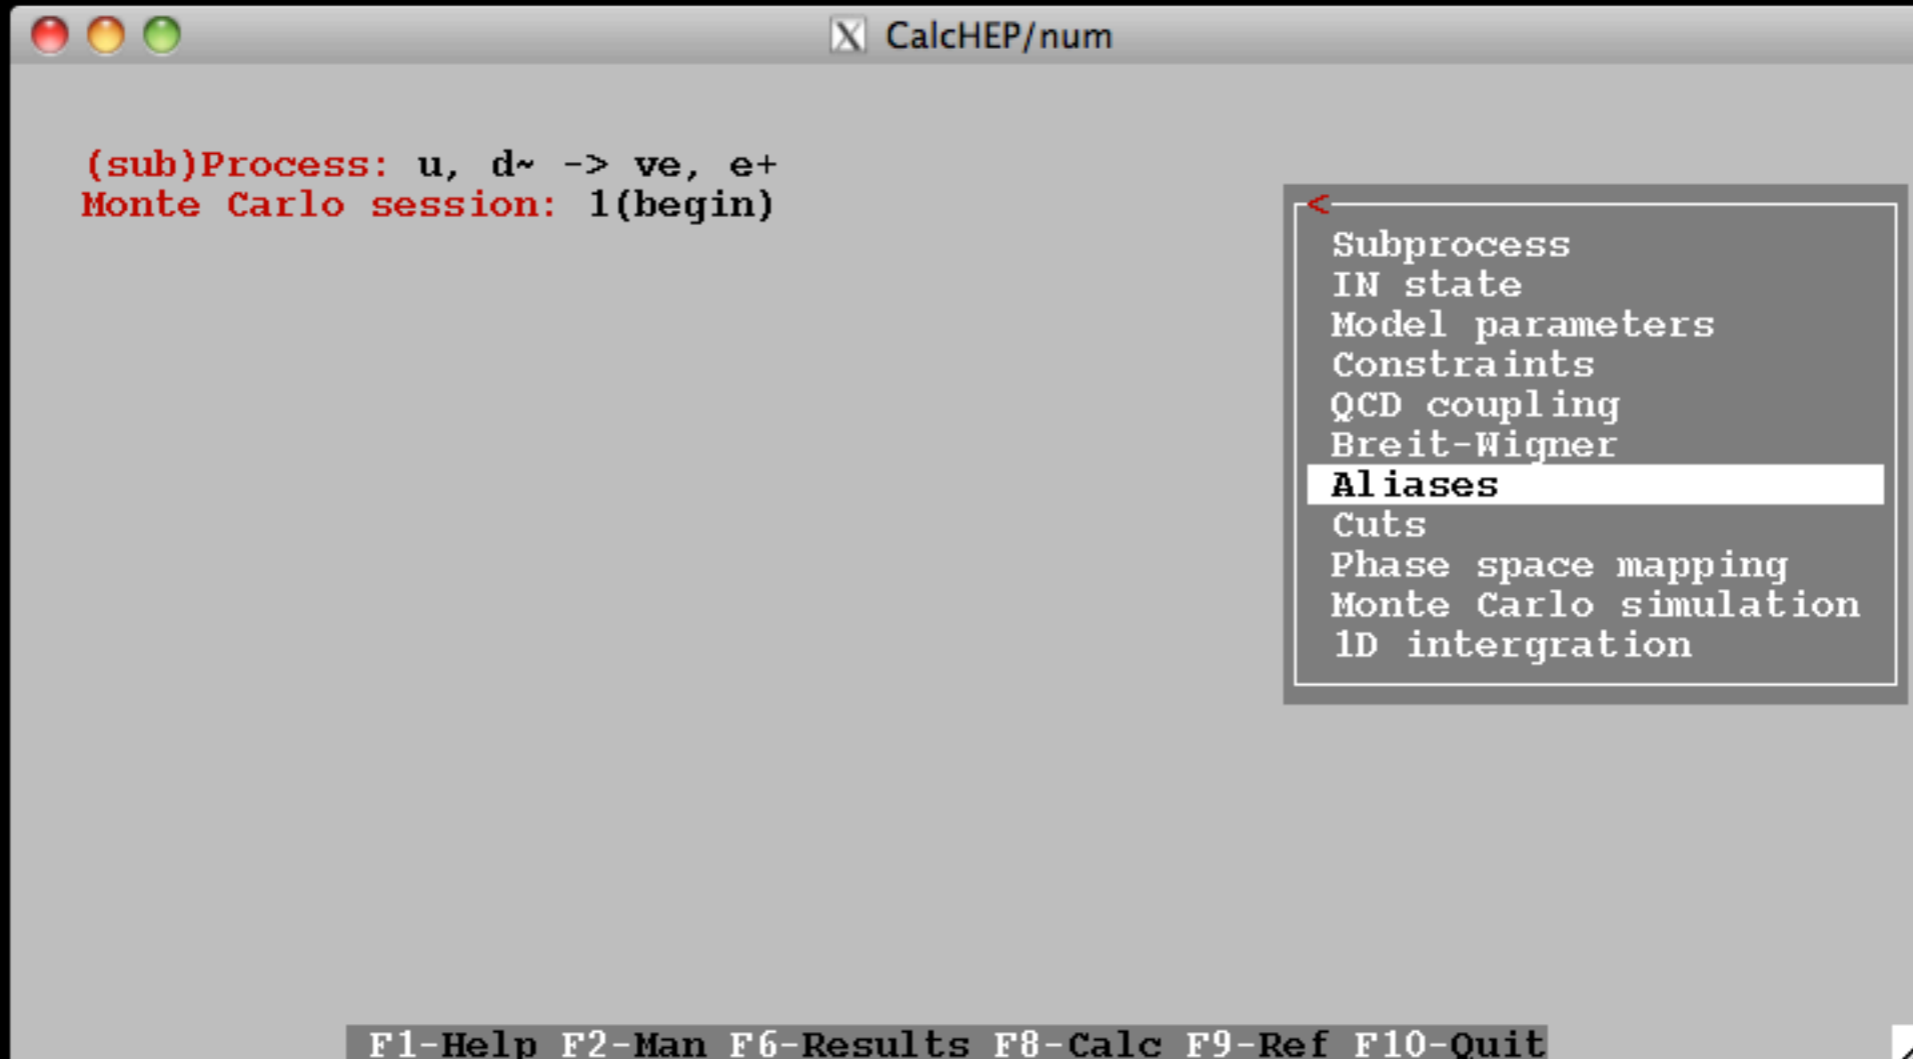 CalcHEP/num
(sub)Process: u, d~ -> ve, e+
Monte Carlo session: 1(begin)
<
Subprocess
IN state
Model parameters
Constraints
QCD coupling
Breit-Wigner
Aliases
Cuts
Phase space mapping
Monte Carlo simulation
1D intergration
F1-Help F2-Man F6-Results F8-Calc F9-Ref F10-Quit